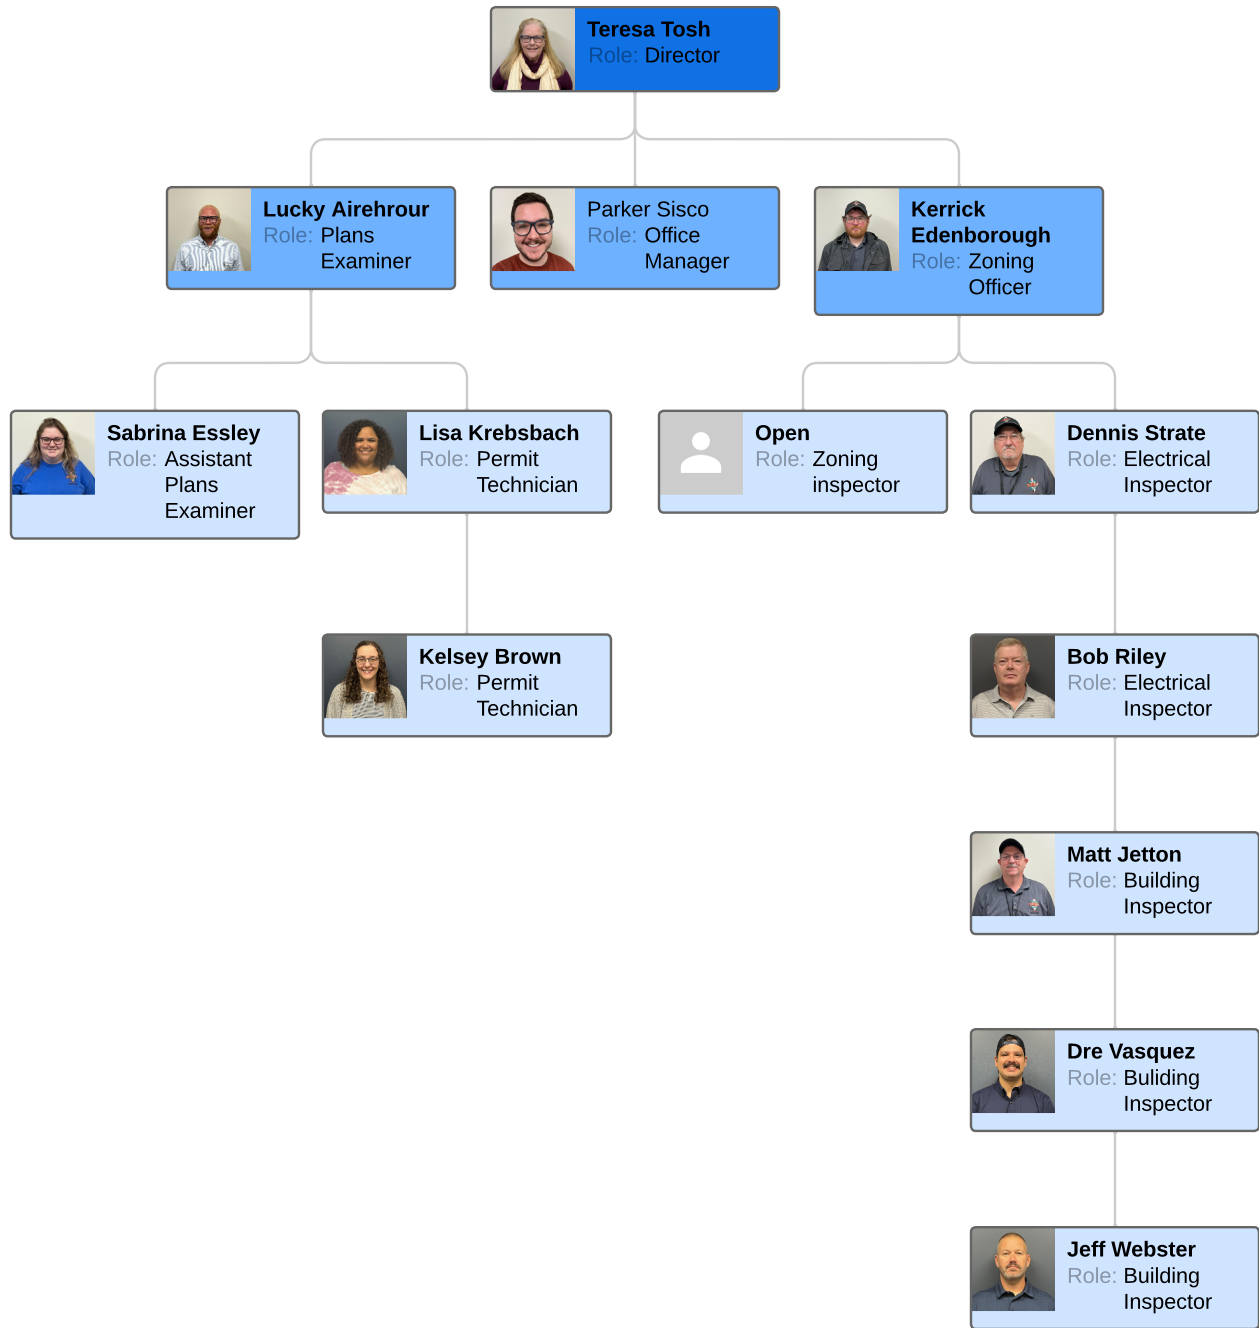 Teresa Tosh
Role: Director
Lucky Airehrour
Role: Plans
Examiner
Parker Sisco
Role: Office
Manager
Kerrick
Edenborough
Role: Zoning
Officer
Sabrina Essley
Role: Assistant
Plans
Examiner
Lisa Krebsbach
Role: Permit
Technician
Open
Role: Zoning
inspector
Dennis Strate
Role: Electrical
Inspector
Kelsey Brown
Role: Permit
Technician
Bob Riley
Role: Electrical
Inspector
Matt Jetton
Role: Building
Inspector
Dre Vasquez
Role: Buliding
Inspector
Jeff Webster
Role: Building
Inspector